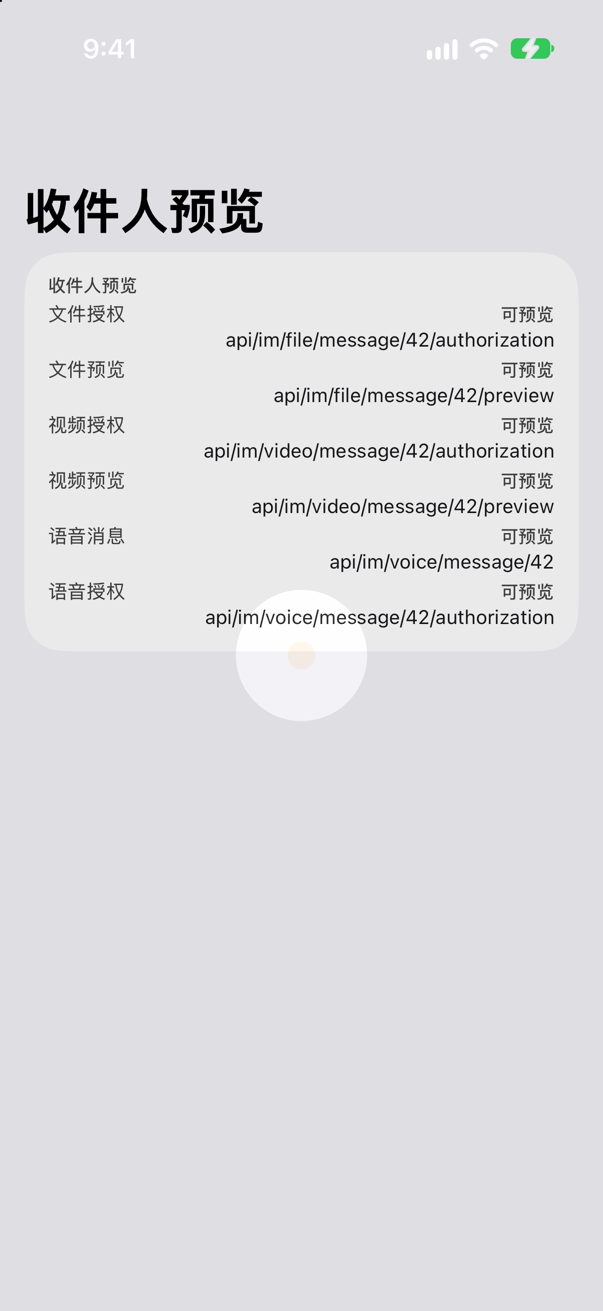 9:41
收件人预览
收件人预览
文件授权 可预览
api/im/file/message/42/authorization
文件预览 可预览
api/im/file/message/42/preview
视频授权 可预览
api/im/video/message/42/authorization
视频预览 可预览
api/im/video/message/42/preview
语音消息 可预览
api/im/voice/message/42
语音授权 可预览
api/im/voice/message/42/authorization